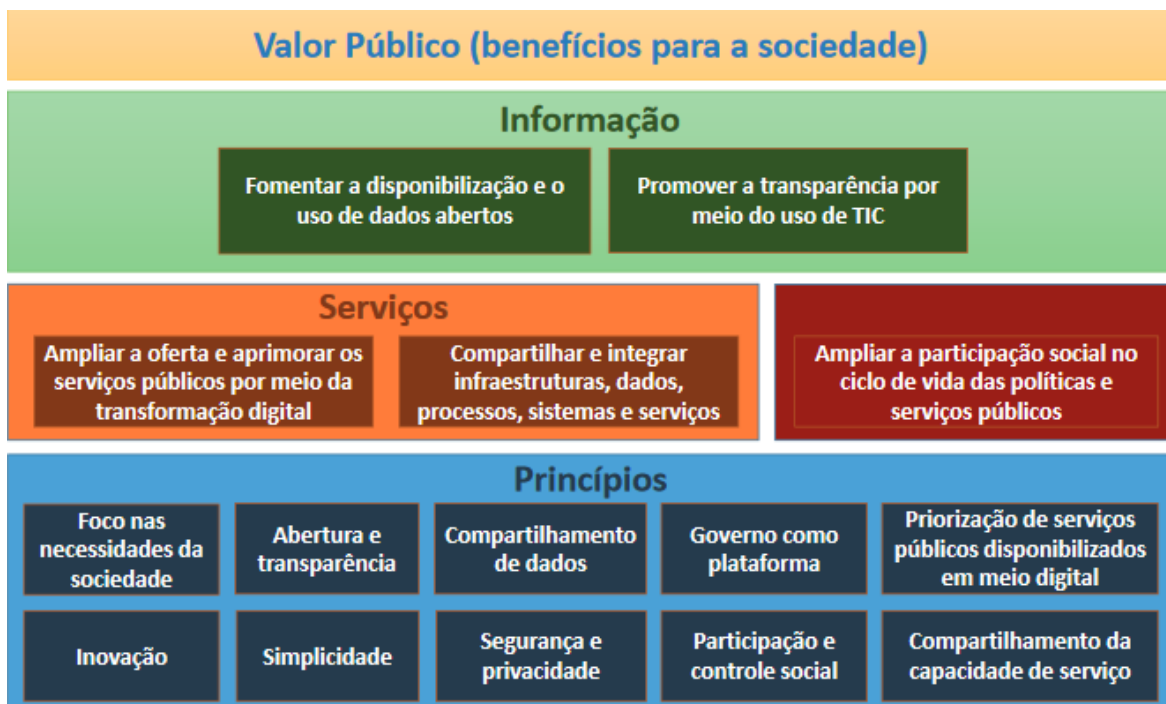 Valor Público (benefícios para a sociedade)
Informação
Fomentar a disponibilização e o
uso de dados abertos
Promover a transparência por
meio do uso de TIC
Serviços
Ampliar a oferta e aprimorar os
serviços públicos por meio da
transformação digital
Compartilhar e integrar
infraestruturas, dados,
processos, sistemas e serviços
Ampliar a participação social no
ciclo de vida das políticas e
serviços públicos
Princípios
Foco nas
necessidades da
sociedade
Abertura e
transparência
Compartilhamento
de dados
Governo como
plataforma
Priorização de serviços
públicos disponibilizados
em meio digital
Inovação
Simplicidade
Segurança e
privacidade
Participação e
controle social
Compartilhamento da
capacidade de serviço